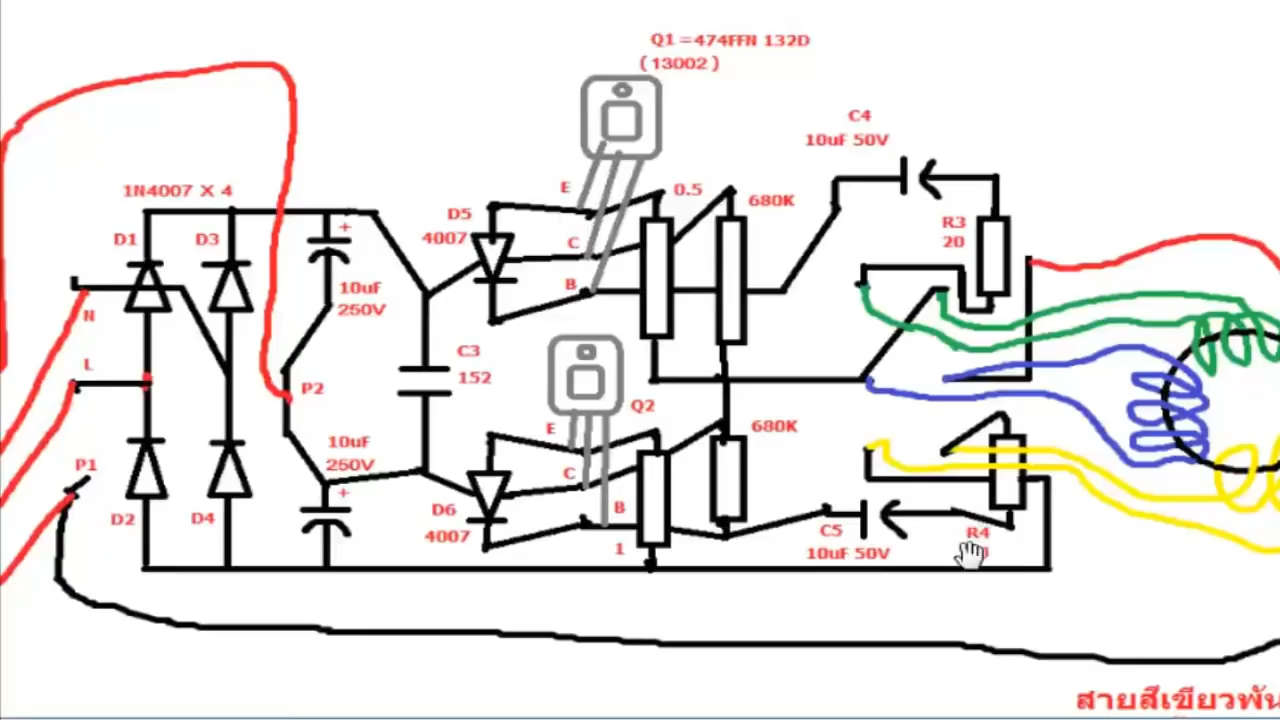 Q1 =474FFN 132D
( 13002 )
C4
10uF 50V
1N4007 X 4
E
0.5
680K
D5
4007
D1
D3
C
R3
20
+
B
10uF
250V
N
L
C3
152
P2
Q2
10uF
250V
E
680K
P1
C
+
D6
4007
B
D2
D4
1
C5
10uF 50V
R4
สายสีเขียวพัน